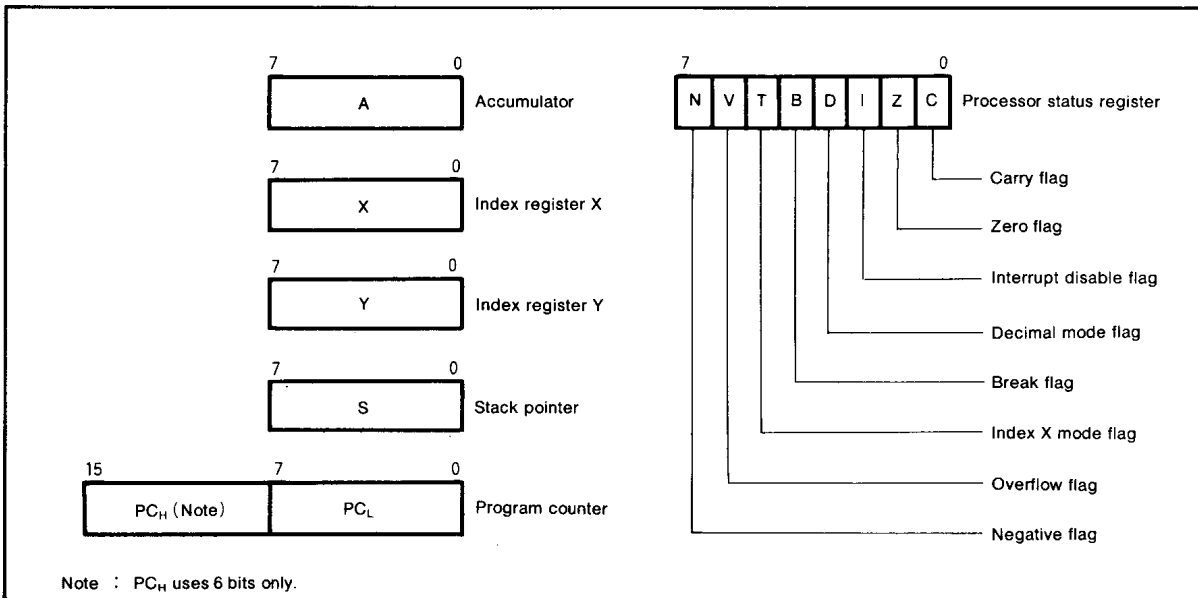 7 0
A
Accumulator
7 0
X
Index register X
7 0
Y
Index register Y
7 0
S
Stack pointer
15 7 0
PCH (Note) PCL
Program counter
Note : PCH uses 6 bits only.
7 0
N V T B D I Z C
Processor status register
Carry flag
Zero flag
Interrupt disable flag
Decimal mode flag
Break flag
Index X mode flag
Overflow flag
Negative flag